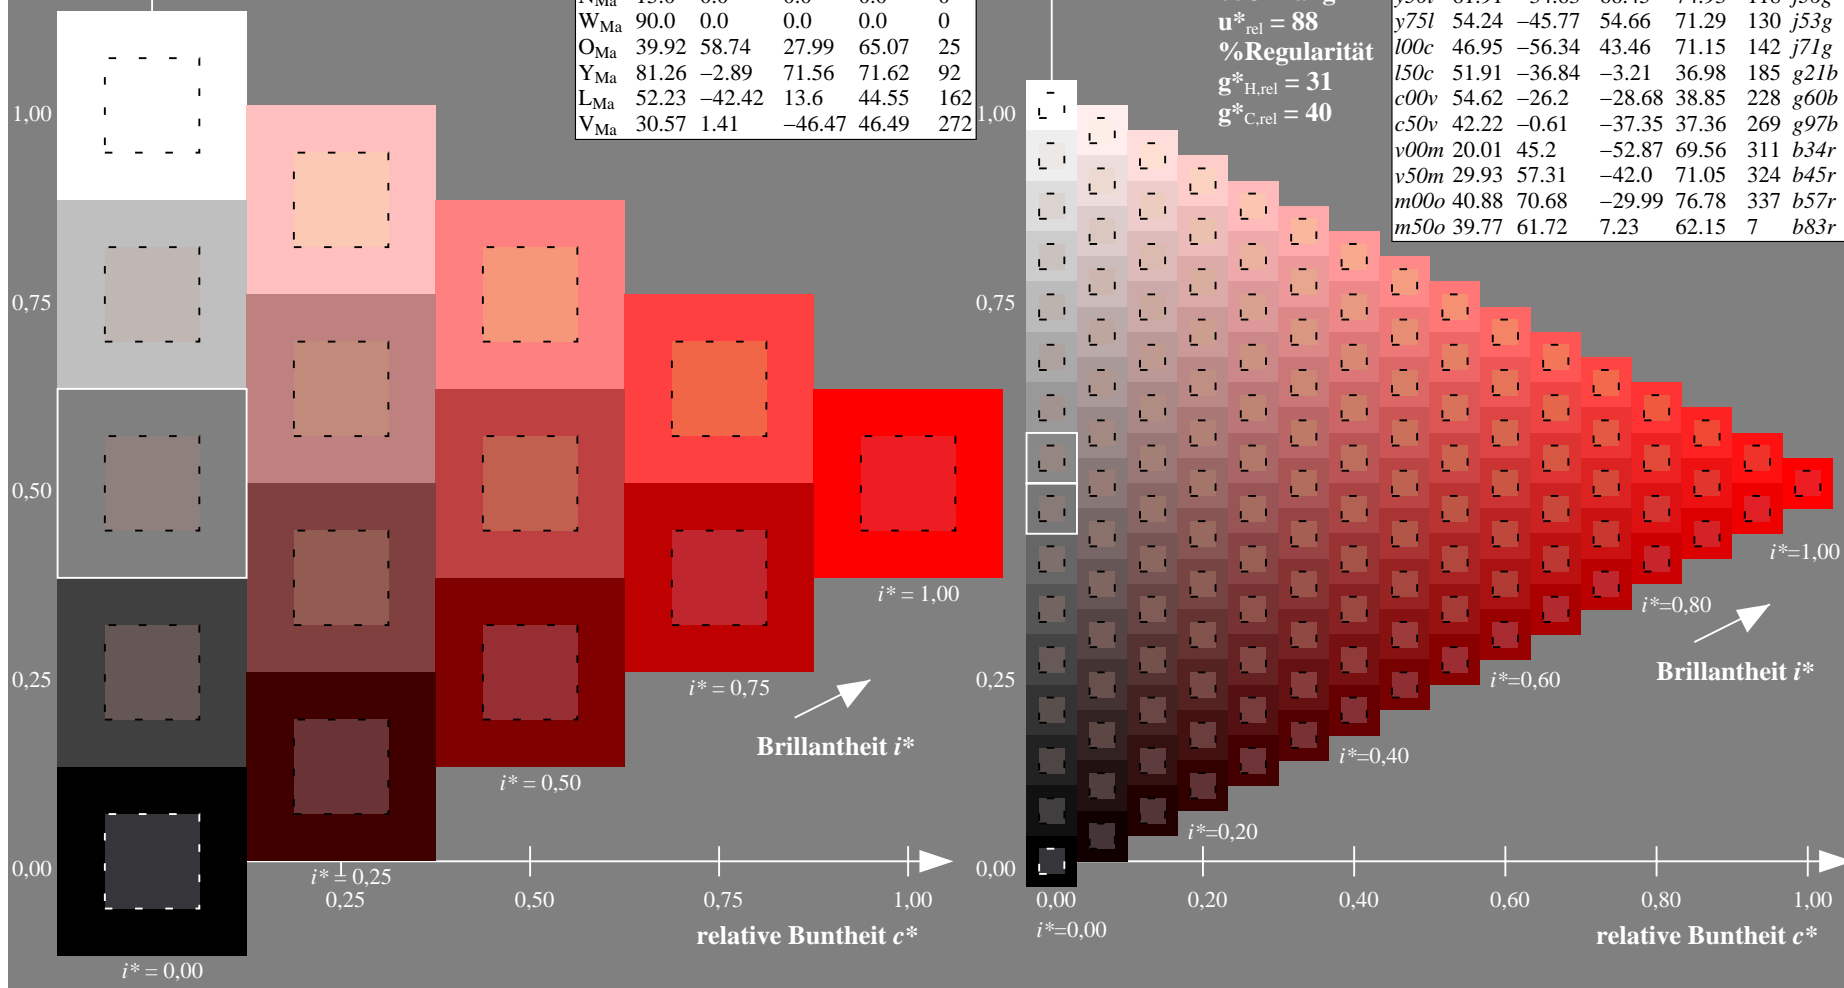 W_Ma 90.0 0.0 0.0 0.0 0
O_Ma 39.92 58.74 27.99 65.07 25
Y_Ma 81.26 −2.89 71.56 71.62 92
L_Ma 52.23 −42.42 13.6 44.55 162
V_Ma 30.57 1.41 −46.47 46.49 272
u*_rel = 88
%Regularität
g*_H,rel = 31
g*_C,rel = 40
y75l 54.24 −45.77 54.66 71.29 130 j53g
l00c 46.95 −56.34 43.46 71.15 142 j71g
l50c 51.91 −36.84 −3.21 36.98 185 g21b
c00v 54.62 −26.2 −28.68 38.85 228 g60b
c50v 42.22 −0.61 −37.35 37.36 269 g97b
v00m 20.01 45.2 −52.87 69.56 311 b34r
v50m 29.93 57.31 −42.0 71.05 324 b45r
m00o 40.88 70.68 −29.99 76.78 337 b57r
m50o 39.77 61.72 7.23 62.15 7 b83r
1,00
0,75
0,50
0,25
0,00
i* = 1,00
i* = 0,75
Brillantheit i*
i* = 0,50
i* = 0,25
0,25 0,50 0,75 1,00
relative Buntheit c*
i* = 0,00
1,00
0,75
0,25
0,00
i*=1,00
i*=0,80
Brillantheit i*
i*=0,60
i*=0,40
i*=0,20
0,00 0,20 0,40 0,60 0,80 1,00
i*=0,00
relative Buntheit c*